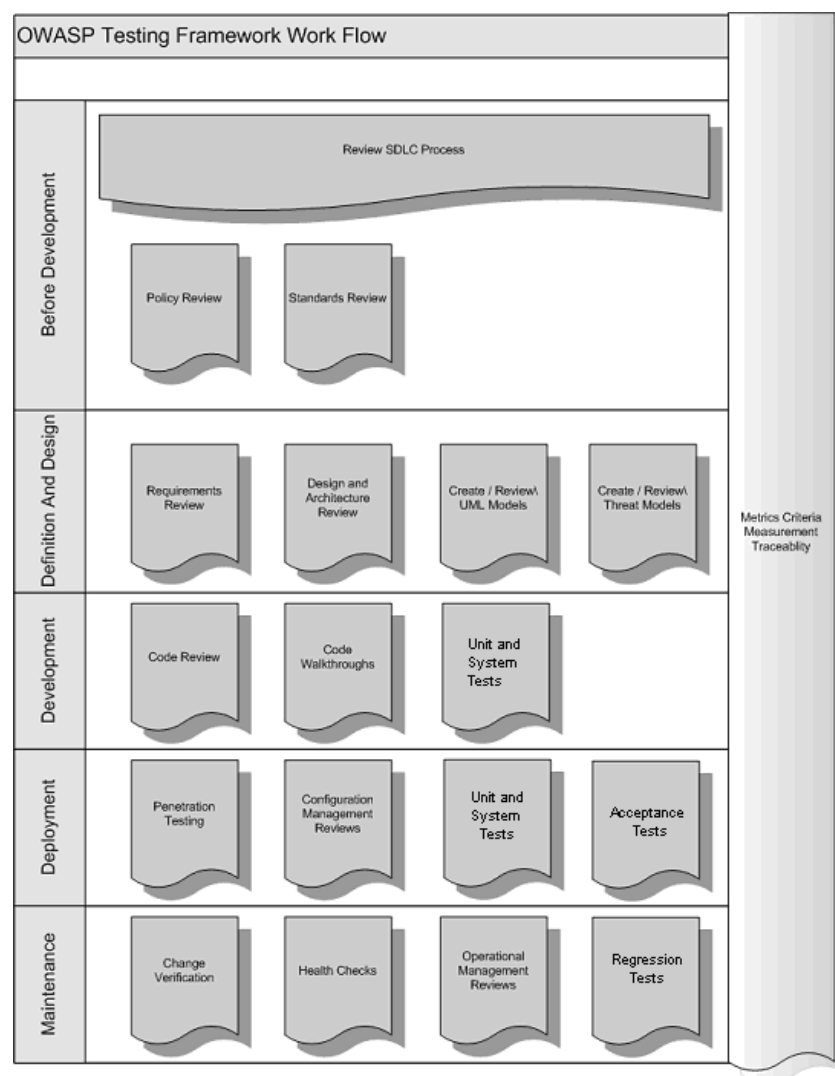 OWASP Testing Framework Work Flow
Before Development
Review SDLC Process
Policy Review
Standards Review
Definition And Design
Requirements
Review
Design and
Architecture
Review
Create / Review\
UML Models
Create / Review\
Threat Models
Metrics Criteria
Measurement
Traceablity
Development
Code Review
Code
Walkthroughs
Unit and
System
Tests
Deployment
Penetration
Testing
Configuration
Management
Reviews
Unit and
System
Tests
Acceptance
Tests
Maintenance
Change
Verification
Health Checks
Operational
Management
Reviews
Regression
Tests